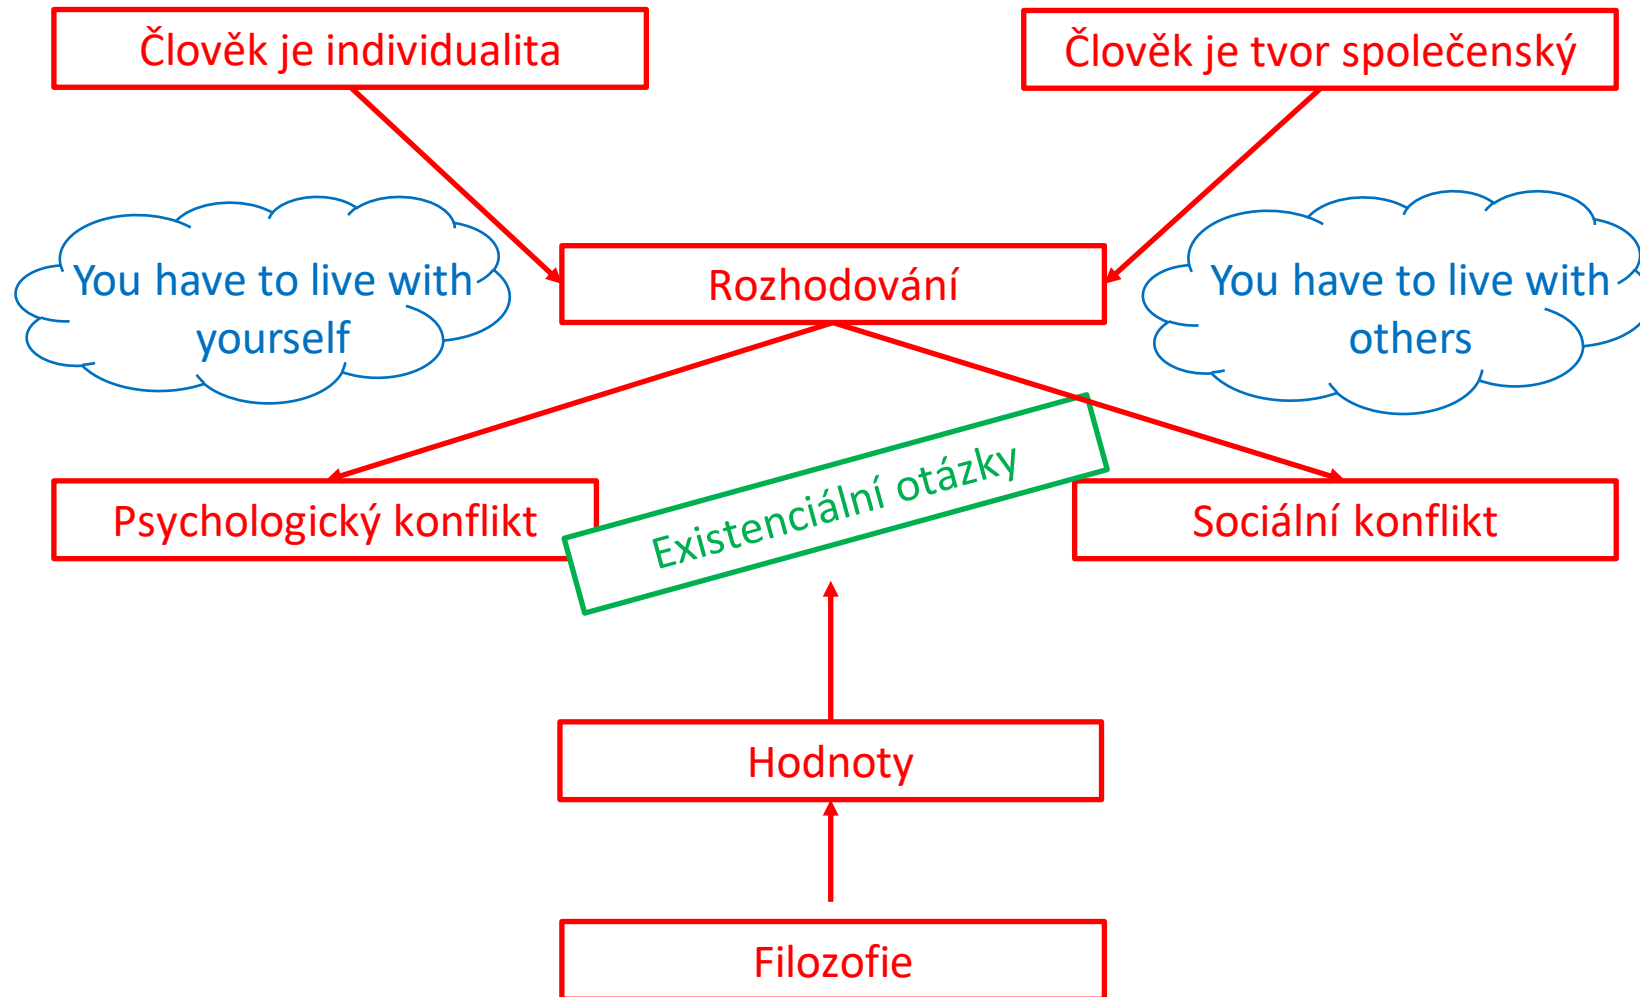 Člověk je individualita
Člověk je tvor společenský
You have to live with
yourself
Rozhodování
You have to live with
others
Psychologický konflikt
Existenciální otázky
Sociální konflikt
Hodnoty
Filozofie